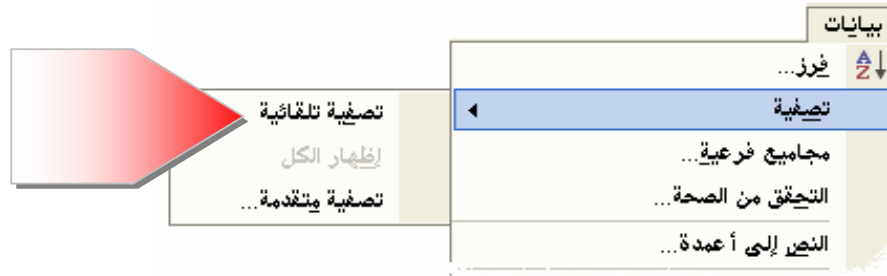 بيانات
فرز...
تصفية
مجاميع فرعية...
التحقق من الصحة...
النص إلى أعمدة...
تصفية تلقائية
إظهار الكل
تصفية متقدمة...